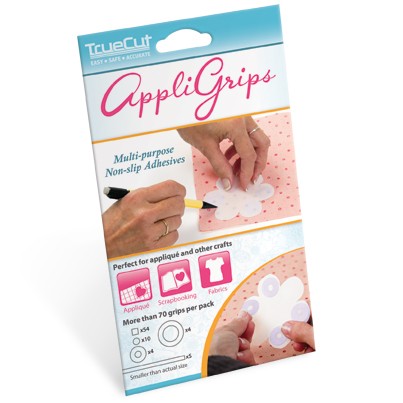 TrueCut
EASY • SAFE • ACCURATE
AppliGrips
Multi-purpose
Non-slip Adhesives
Perfect for appliqué and other crafts
Appliqué
Scrapbooking
Fabrics
More than 70 grips per pack
x54
x4
x10
x4
x5
Smaller than actual size